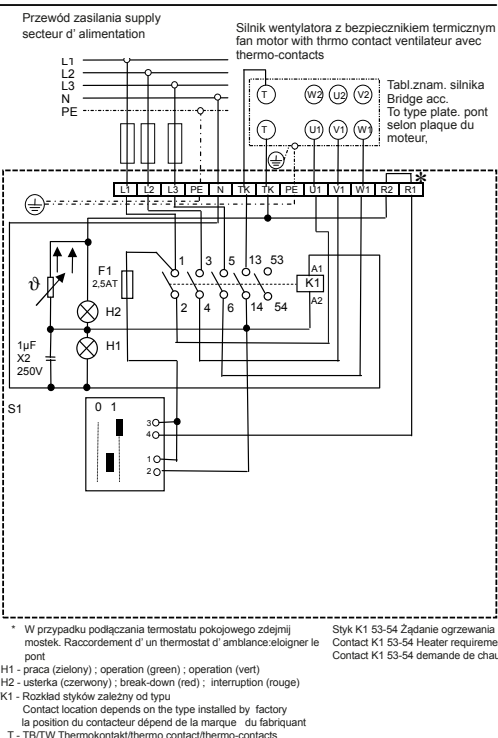 Przewód zasilania supply
secteur d' alimentation
Silnik wentylatora z bezpiecznikiem termicznym
fan motor with thrmo contact ventilateur avec
thermo-contacts
L1
L2
L3
N
PE
T W2 U2 V2
T U1 V1 W1
Tabl.znam. silnika
Bridge acc.
To type plate. pont
selon plaque du
moteur,
*
L1 L2 L3 PE N TK TK PE U1 V1 W1 R2 R1
1 3 5 13 53
F1
2,5AT
K1
A1
A2
ϑ
H2
2 4 6 14 54
H1
1µF
X2
250V
S1
0 1
3
4
1
2
* W przypadku podłączania termostatu pokojowego zdejmij
mostek. Raccordement d' un thermostat d' amblance:eloigner le
pont
H1 - praca (zielony) ; operation (green) ; operation (vert)
H2 - usterka (czerwony) ; break-down (red) ; interruption (rouge)
K1 - Rozkład styków zależny od typu
Contact location depends on the type installed by factory
la position du contacteur dépend de la marque du fabriquant
T - TB/TW Thermokontakt/thermo contact/thermo-contacts
Styk K1 53-54 Żądanie ogrzewania
Contact K1 53-54 Heater requireme
Contact K1 53-54 demande de chau